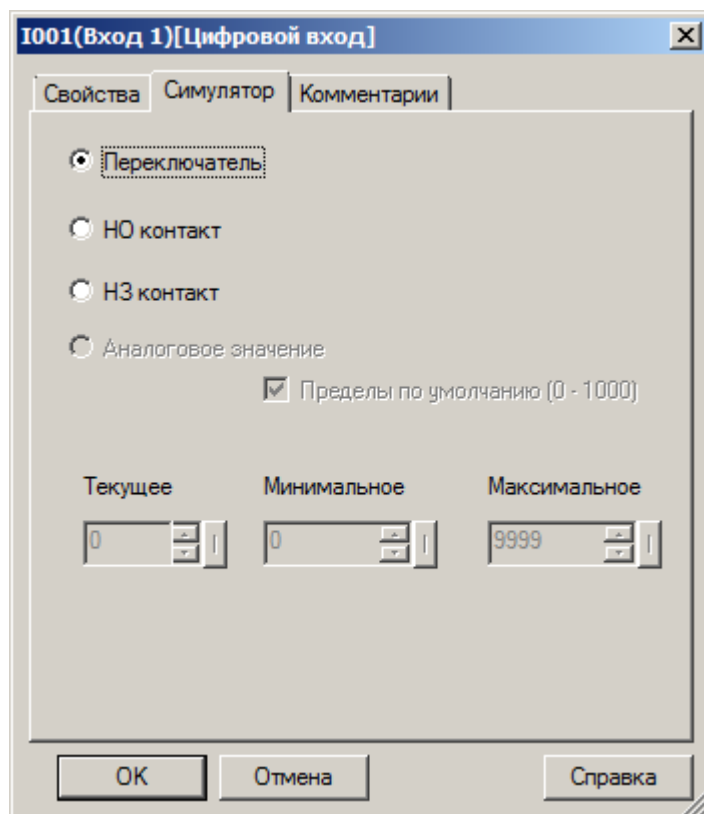 I001(Вход 1)[Цифровой вход]
Свойства Симулятор Комментарии
Переключатель
НО контакт
НЗ контакт
Аналоговое значение
Пределы по умолчанию (0 - 1000)
Текущее Минимальное Максимальное
0 0 9999
OK Отмена Справка